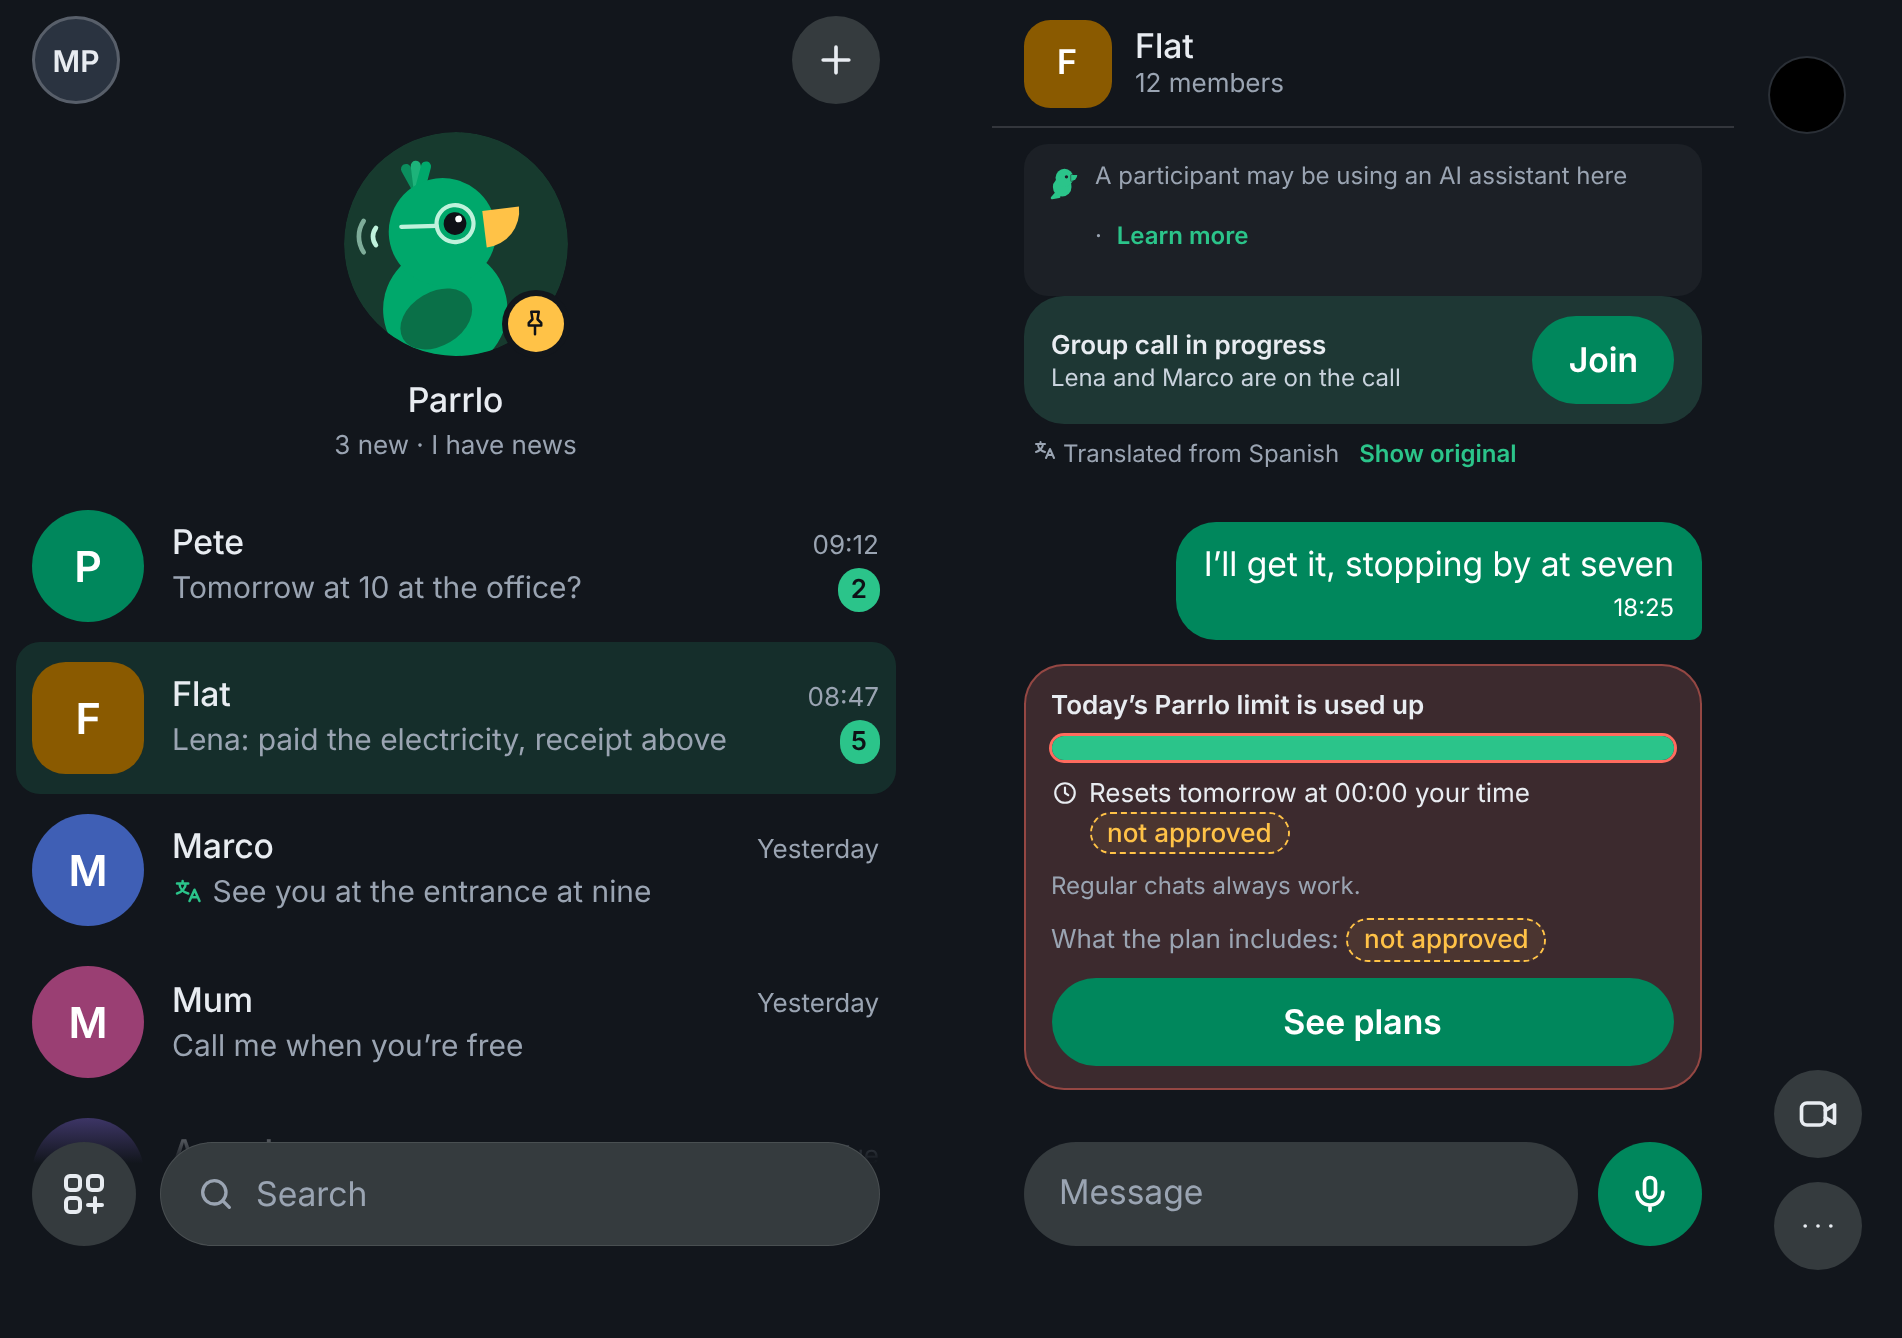 MP
Parrlo
3 new · I have news
P
Pete
09:12
Tomorrow at 10 at the office?
2
F
Flat
08:47
Lena: paid the electricity, receipt above
5
M
Marco
Yesterday
See you at the entrance at nine
M
Mum
Yesterday
Call me when you’re free
Search
F
Flat
12 members
A participant may be using an AI assistant here
· Learn more
Group call in progress
Lena and Marco are on the call
Join
Translated from Spanish Show original
I’ll get it, stopping by at seven
18:25
Today’s Parrlo limit is used up
Resets tomorrow at 00:00 your time
not approved
Regular chats always work.
What the plan includes: not approved
See plans
Message